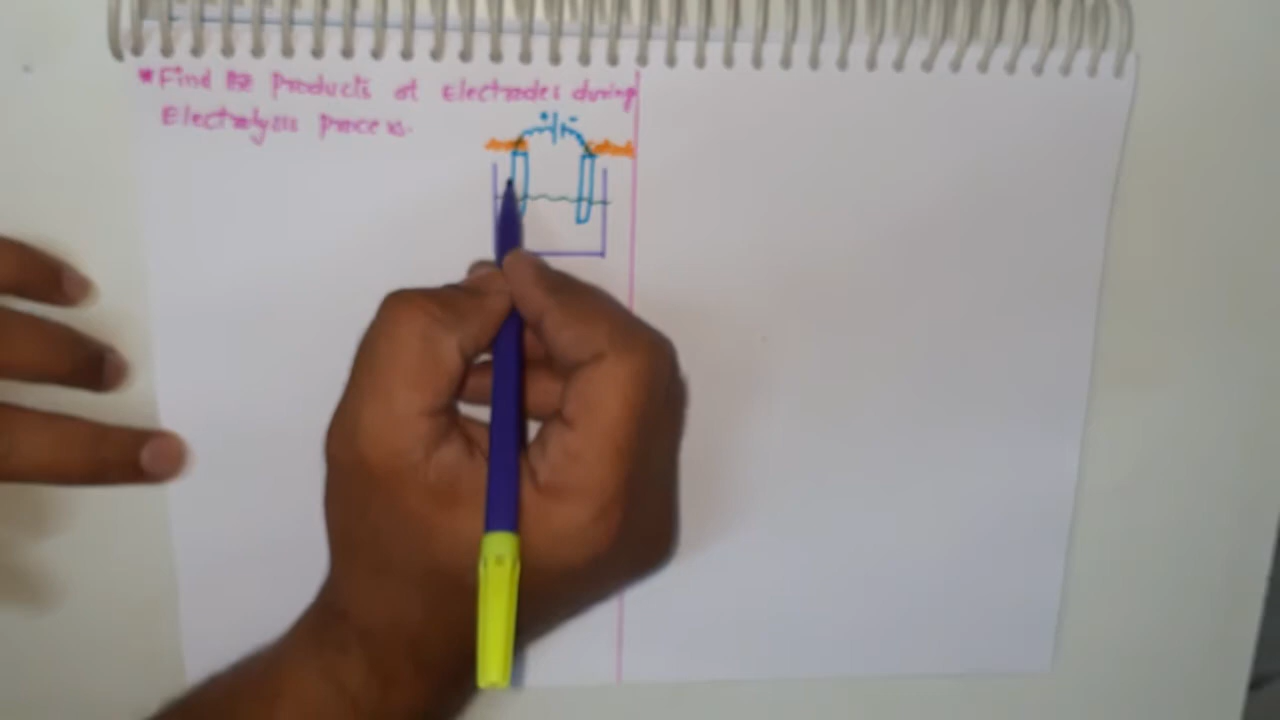 *Find the products at Electrodes during
Electrolysis process.
+ -